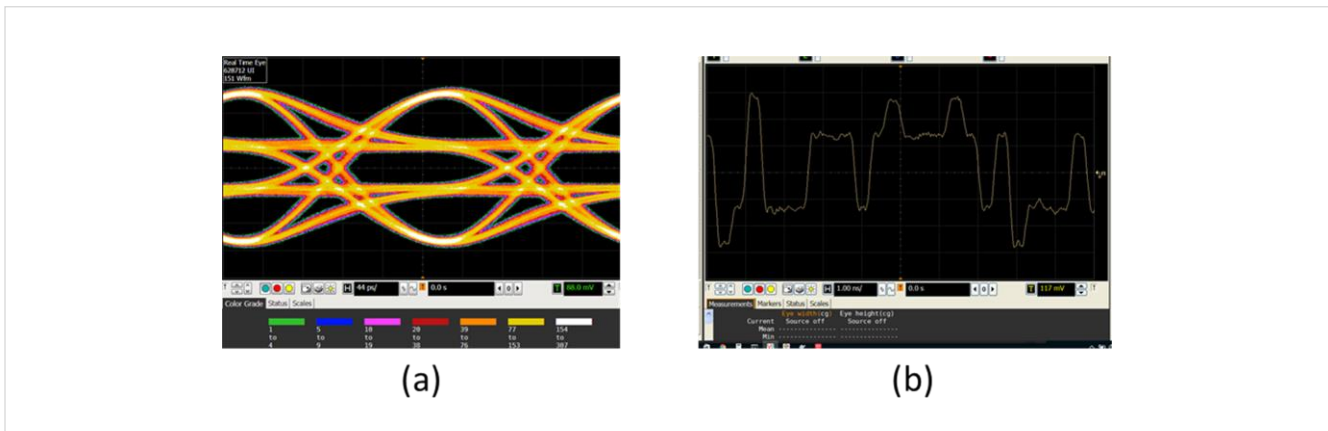 Real Time Eye
628712 UI
151 Wfm
H 44 ps/ T 0.0 s 0 T 88.0 mV
Color Grade Status Scales
1 5 10 20 39 77 154
to to to to to to to
4 9 19 38 76 153 307
(a)
H 1.00 ns/ T 0.0 s 0 T 117 mV T
Measurements Markers Status Scales
Eye width(cg) Eye height(cg)
Current Source off Source off
Mean
Min
(b)